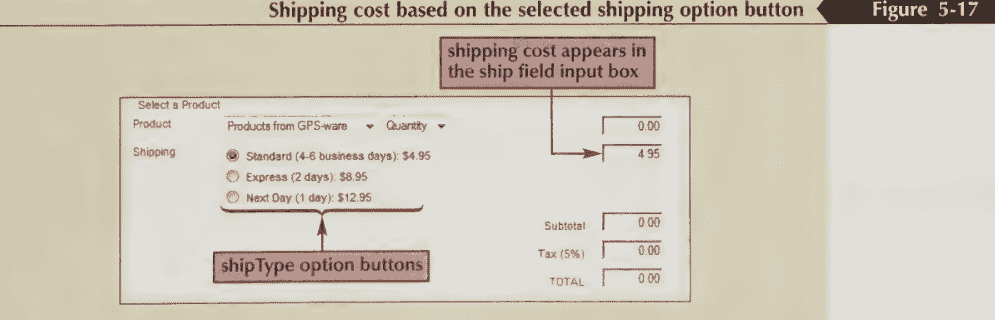 Shipping cost based on the selected shipping option button
Figure 5-17
shipping cost appears in
the ship field input box
Select a Product
Product Products from GPS-ware Quantity 0.00
Shipping Standard (4-6 business days): $4.95 4.95
Express (2 days): $8.95
Next Day (1 day): $12.95
Subtotal 0.00
shipType option buttons
Tax (5%) 0.00
TOTAL 0.00